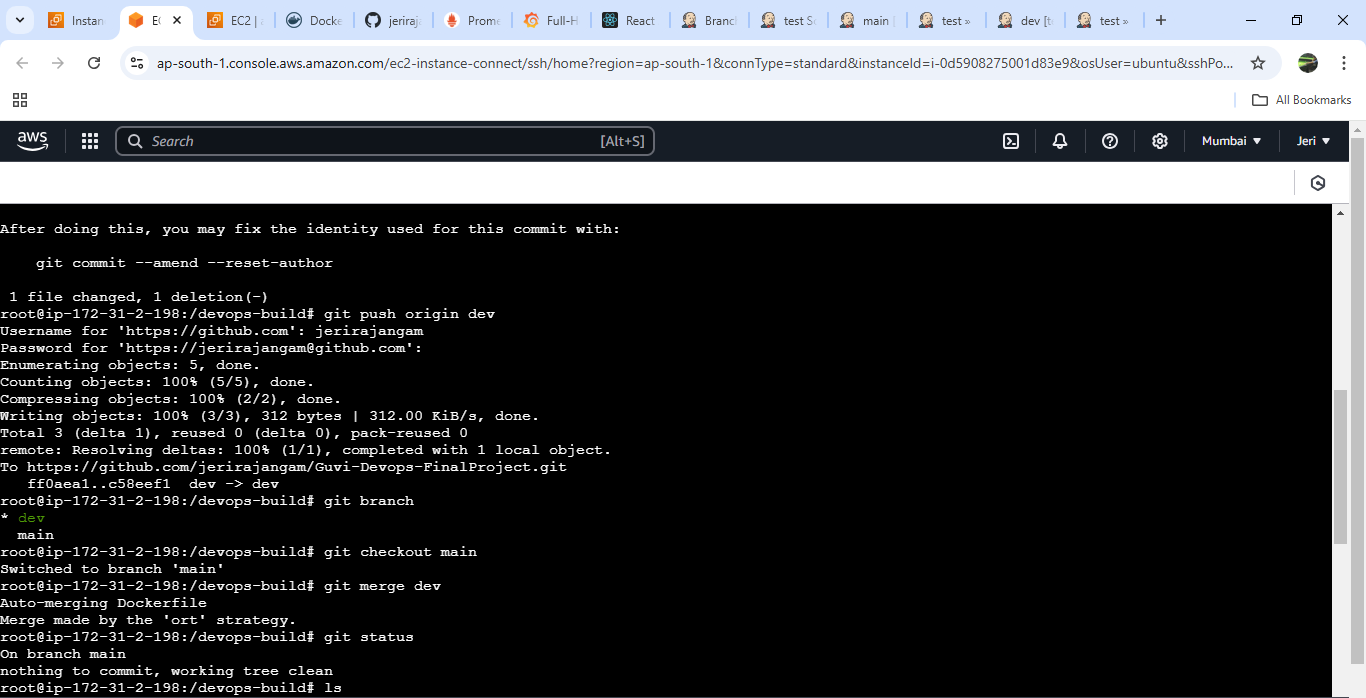 Instan
EC
EC2 |
Docke
jeriraj
Prome
Full-H
React
Branch
test Sc
main
test »
dev [t
test »
ap-south-1.console.aws.amazon.com/ec2-instance-connect/ssh/home?region=ap-south-1&connType=standard&instanceId=i-0d5908275001d83e9&osUser=ubuntu&sshPo...
All Bookmarks
aws
Search
[Alt+S]
Mumbai
Jeri
After doing this, you may fix the identity used for this commit with:
git commit --amend --reset-author
1 file changed, 1 deletion(-)
root@ip-172-31-2-198:/devops-build# git push origin dev
Username for 'https://github.com': jerirajangam
Password for 'https://jerirajangam@github.com':
Enumerating objects: 5, done.
Counting objects: 100% (5/5), done.
Compressing objects: 100% (2/2), done.
Writing objects: 100% (3/3), 312 bytes | 312.00 KiB/s, done.
Total 3 (delta 1), reused 0 (delta 0), pack-reused 0
remote: Resolving deltas: 100% (1/1), completed with 1 local object.
To https://github.com/jerirajangam/Guvi-Devops-FinalProject.git
ff0aea1..c58eef1  dev -> dev
root@ip-172-31-2-198:/devops-build# git branch
* dev
main
root@ip-172-31-2-198:/devops-build# git checkout main
Switched to branch 'main'
root@ip-172-31-2-198:/devops-build# git merge dev
Auto-merging Dockerfile
Merge made by the 'ort' strategy.
root@ip-172-31-2-198:/devops-build# git status
On branch main
nothing to commit, working tree clean
root@ip-172-31-2-198:/devops-build# ls